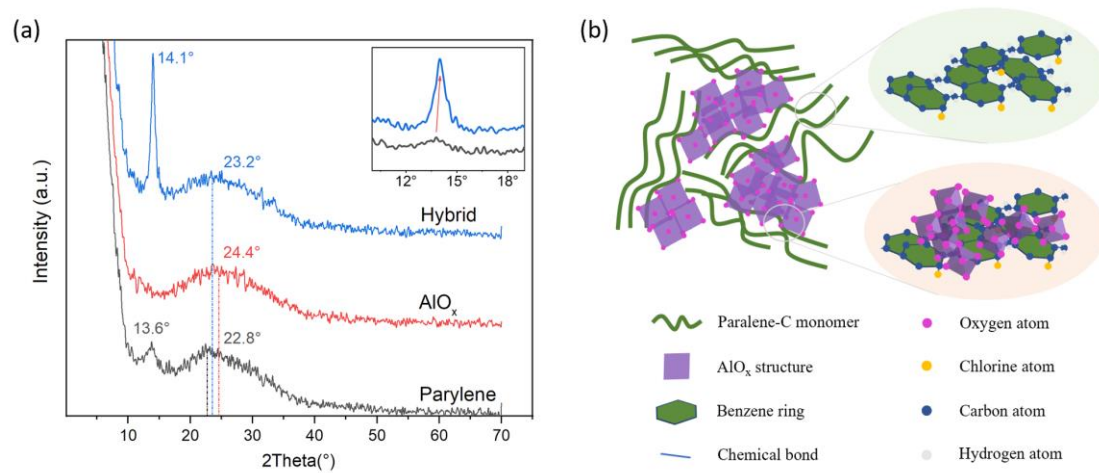 (a)
14.1°
23.2°
Hybrid
24.4°
AlOx
13.6°
22.8°
Parylene
Intensity (a.u.)
10 20 30 40 50 60 70
2Theta(°)
12° 15° 18°
(b)
Paralene-C monomer
AlOx structure
Benzene ring
Chemical bond
Oxygen atom
Chlorine atom
Carbon atom
Hydrogen atom